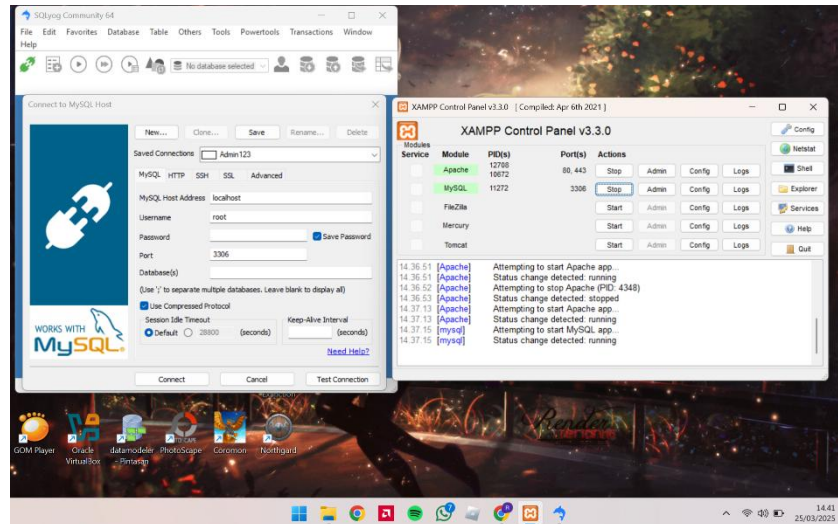 SQLyog Community 64
File Edit Favorites Database Table Others Tools Powertools Transactions Window
Help
No database selected
Connect to MySQL Host
New... Clone... Save Rename... Delete
Saved Connections Admin123
MySQL HTTP SSH SSL Advanced
MySQL Host Address localhost
Username root
Password Save Password
Port 3306
Database(s)
(Use ';' to separate multiple databases. Leave blank to display all)
Use Compressed Protocol
Session Idle Timeout Keep-Alive Interval
Default 28800 (seconds) (seconds)
Need Help?
WORKS WITH
MySQL
Connect Cancel Test Connection
XAMPP Control Panel v3.3.0 [ Compiled: Apr 6th 2021 ]
XAMPP Control Panel v3.3.0
Config
Netstat
Shell
Explorer
Services
Help
Quit
Modules
Service Module PID(s) Port(s) Actions
Apache 12708 10672 80, 443 Stop Admin Config Logs
MySQL 11272 3306 Stop Admin Config Logs
FileZilla Start Admin Config Logs
Mercury Start Admin Config Logs
Tomcat Start Admin Config Logs
14.36.51 [Apache] Attempting to start Apache app...
14.36.51 [Apache] Status change detected: running
14.36.52 [Apache] Attempting to stop Apache (PID: 4348)
14.36.53 [Apache] Status change detected: stopped
14.37.13 [Apache] Attempting to start Apache app...
14.37.13 [Apache] Status change detected: running
14.37.15 [mysql] Attempting to start MySQL app...
14.37.15 [mysql] Status change detected: running
GOM Player
Oracle VirtualBox
datamodeler - Pintasan
PhotoScape
Coromon
Northgard
Render
14.41
25/03/2025